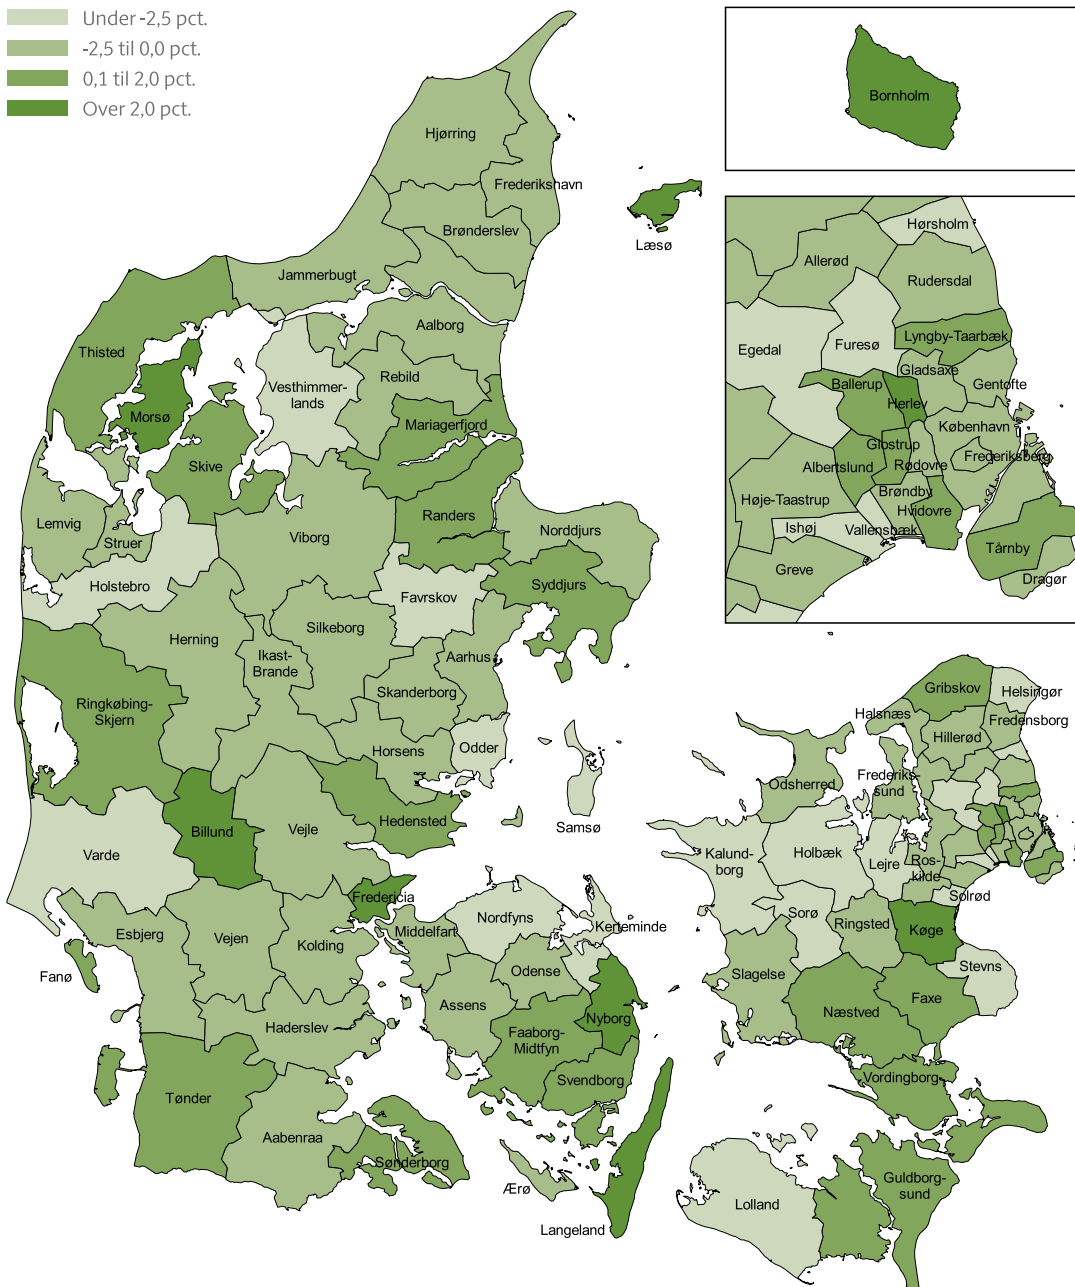 Under -2,5 pct.
-2,5 til 0,0 pct.
0,1 til 2,0 pct.
Over 2,0 pct.
Bornholm
Hjørring
Frederikshavn
Brønderslev
Læsø
Jammerbugt
Aalborg
Thisted
Rebild
Vesthimmer-
lands
Morsø
Mariagerfjord
Skive
Lemvig
Struer
Viborg
Randers
Norddjurs
Holstebro
Favrskov
Syddjurs
Herning
Silkeborg
Ikast-
Brande
Aarhus
Skanderborg
Ringkøbing-
Skjern
Horsens
Odder
Hedensted
Samsø
Billund
Vejle
Varde
Fredericia
Esbjerg
Vejen
Kolding
Middelfart
Nordfyns
Kerteminde
Fanø
Odense
Assens
Nyborg
Haderslev
Faaborg-
Midtfyn
Svendborg
Tønder
Aabenraa
Sønderborg
Ærø
Langeland
Hørsholm
Allerød
Rudersdal
Egedal
Furesø
Lyngby-Taarbæk
Gladsaxe
Ballerup
Gentofte
Herlev
København
Glostrup
Frederiksberg
Albertslund
Rødovre
Høje-Taastrup
Brøndby
Hvidovre
Ishøj
Vallensbæk
Greve
Tårnby
Dragør
Gribskov
Helsingør
Halsnæs
Fredensborg
Hillerød
Odsherred
Frederiks-
sund
Kalund-
borg
Holbæk
Lejre
Ros-
kilde
Solrød
Sorø
Ringsted
Køge
Slagelse
Stevns
Næstved
Faxe
Vordingborg
Lolland
Guldborg-
sund